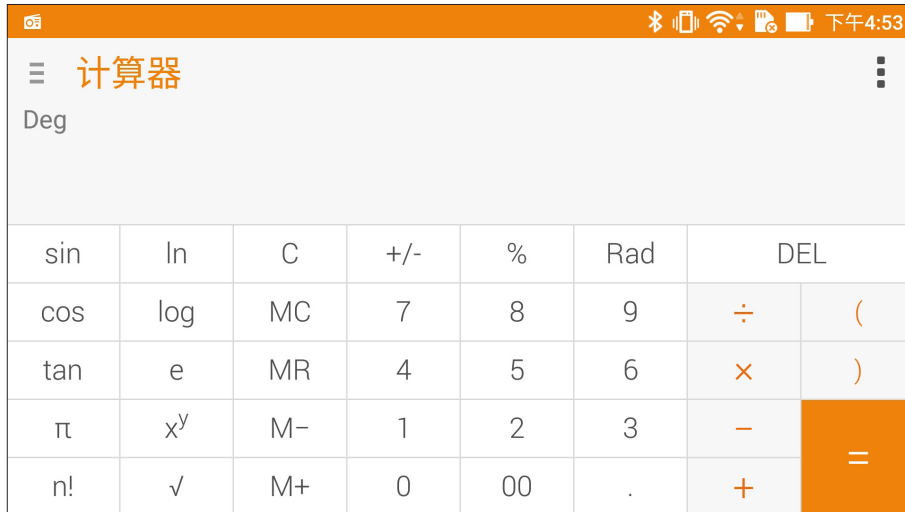 下午4:53
计算器
Deg
sin ln C +/- % Rad DEL
cos log MC 7 8 9 ÷ (
tan e MR 4 5 6 × )
π xʸ M− 1 2 3 −
n! √ M+ 0 00 . + =